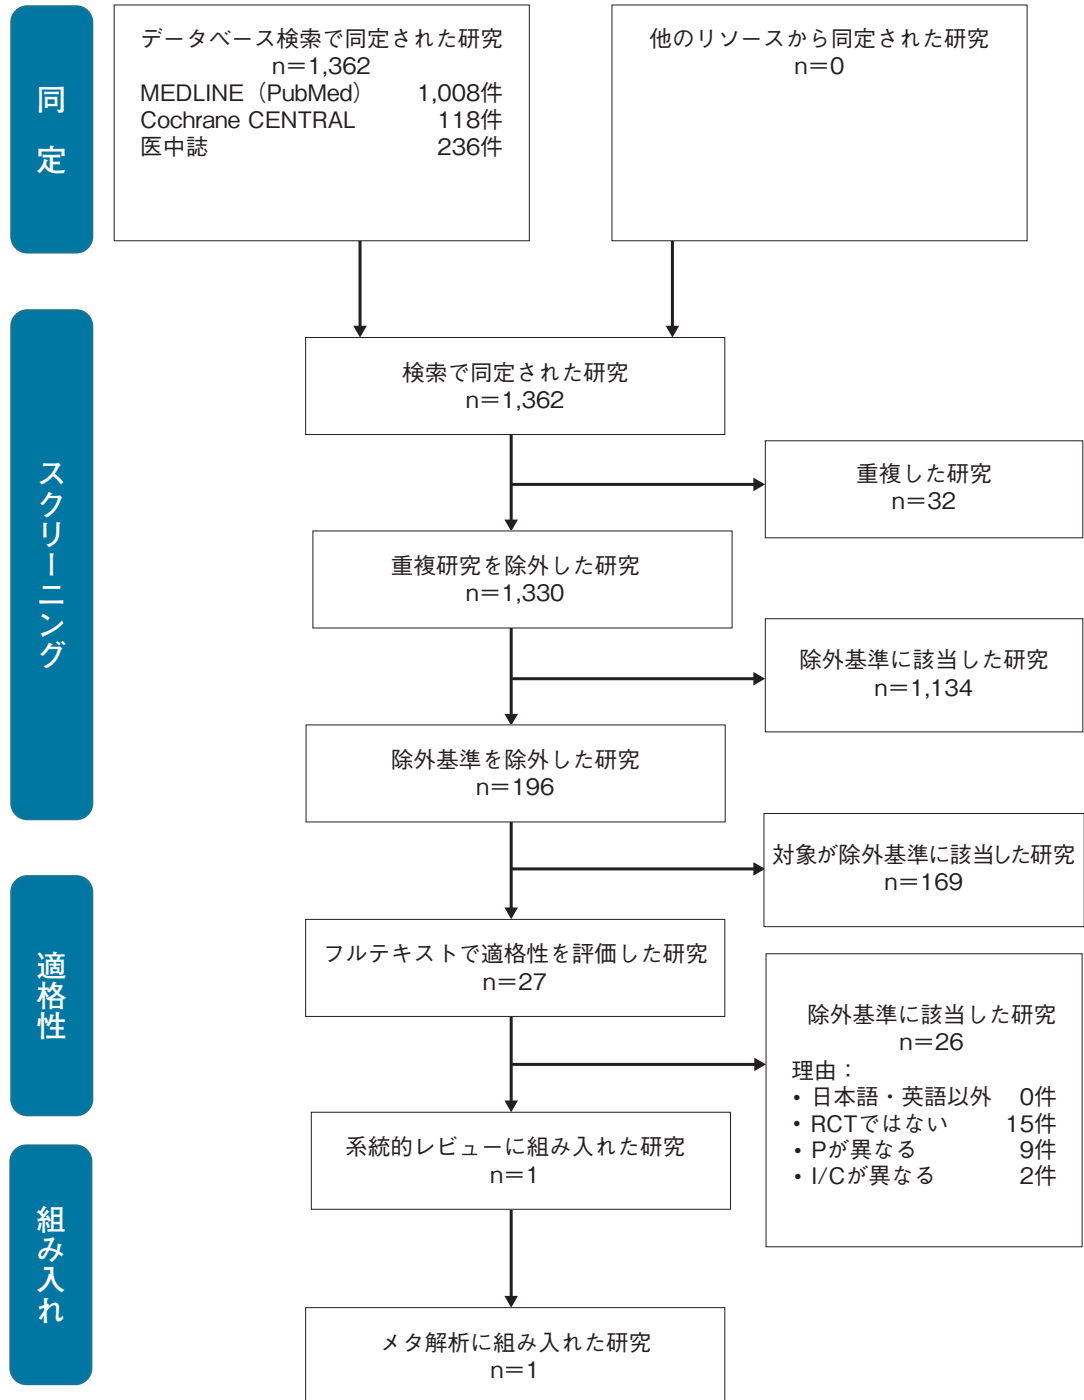 同定
データベース検索で同定された研究
n＝1,362
MEDLINE（PubMed） 1,008件
Cochrane CENTRAL 118件
医中誌 236件
他のリソースから同定された研究
n＝0
スクリーニング
検索で同定された研究
n＝1,362
重複した研究
n＝32
重複研究を除外した研究
n＝1,330
除外基準に該当した研究
n＝1,134
除外基準を除外した研究
n＝196
対象が除外基準に該当した研究
n＝169
適格性
フルテキストで適格性を評価した研究
n＝27
除外基準に該当した研究
n＝26
理由：
• 日本語・英語以外 0件
• RCTではない 15件
• Pが異なる 9件
• I/Cが異なる 2件
組み入れ
系統的レビューに組み入れた研究
n＝1
メタ解析に組み入れた研究
n＝1